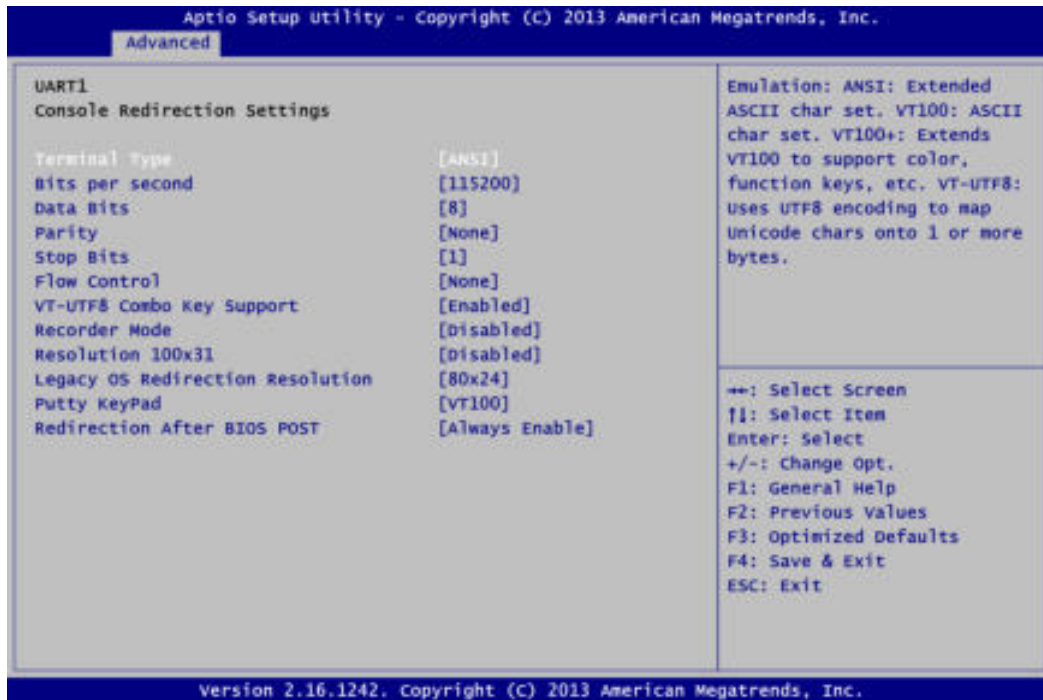 Aptio Setup Utility - Copyright (C) 2013 American Megatrends, Inc.
Advanced
UART1
Console Redirection Settings
Terminal Type [ANSI]
Bits per second [115200]
Data Bits [8]
Parity [None]
Stop Bits [1]
Flow Control [None]
VT-UTF8 Combo Key Support [Enabled]
Recorder Mode [Disabled]
Resolution 100x31 [Disabled]
Legacy OS Redirection Resolution [80x24]
Putty KeyPad [VT100]
Redirection After BIOS POST [Always Enable]
Emulation: ANSI: Extended
ASCII char set. VT100: ASCII
char set. VT100+: Extends
VT100 to support color,
function keys, etc. VT-UTF8:
Uses UTF8 encoding to map
Unicode chars onto 1 or more
bytes.
→←: Select Screen
↑↓: Select Item
Enter: Select
+/-: Change Opt.
F1: General Help
F2: Previous Values
F3: Optimized Defaults
F4: Save & Exit
ESC: Exit
Version 2.16.1242. Copyright (C) 2013 American Megatrends, Inc.